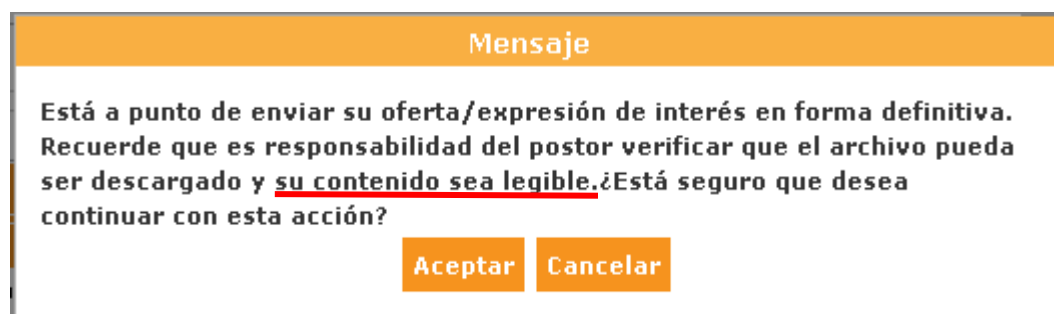 Mensaje
Está a punto de enviar su oferta/expresión de interés en forma definitiva.
Recuerde que es responsabilidad del postor verificar que el archivo pueda
ser descargado y su contenido sea legible.¿Está seguro que desea
continuar con esta acción?
Aceptar Cancelar